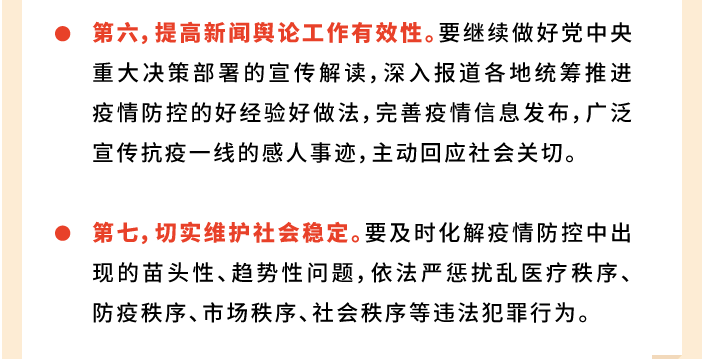 第六，提高新闻舆论工作有效性。要继续做好党中央
重大决策部署的宣传解读，深入报道各地统筹推进
疫情防控的好经验好做法，完善疫情信息发布，广泛
宣传抗疫一线的感人事迹，主动回应社会关切。
第七，切实维护社会稳定。要及时化解疫情防控中出
现的苗头性、趋势性问题，依法严惩扰乱医疗秩序、
防疫秩序、市场秩序、社会秩序等违法犯罪行为。